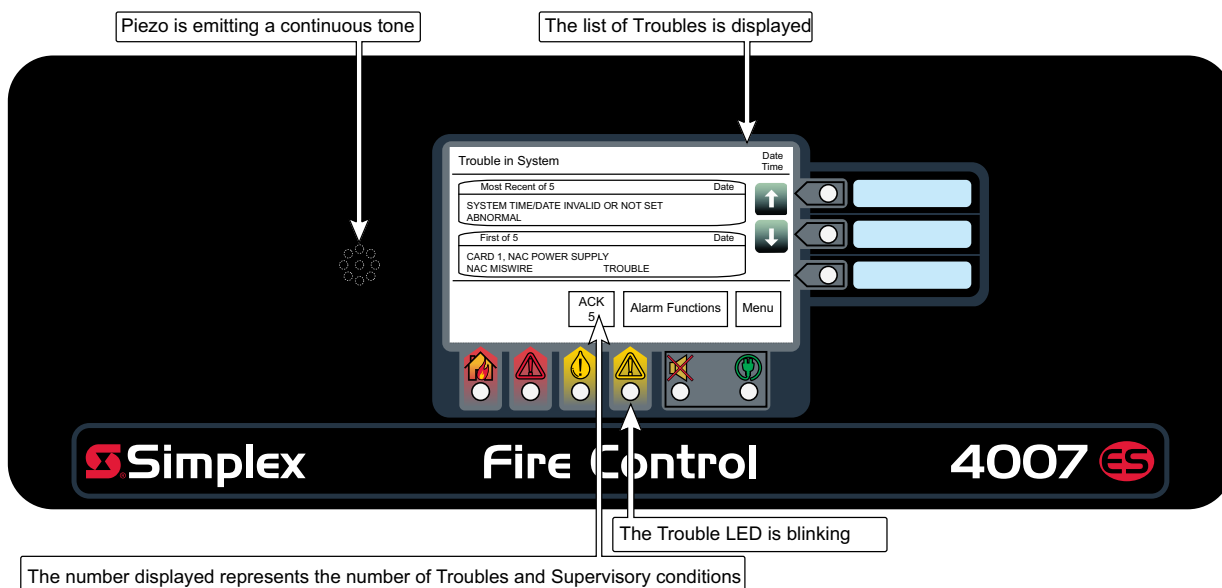 Piezo is emitting a continuous tone
The list of Troubles is displayed
Trouble in System
Date
Time
Most Recent of 5 Date
SYSTEM TIME/DATE INVALID OR NOT SET
ABNORMAL
First of 5 Date
CARD 1, NAC POWER SUPPLY
NAC MISWIRE TROUBLE
ACK
5
Alarm Functions
Menu
S Simplex
Fire Control
4007 ES
The Trouble LED is blinking
The number displayed represents the number of Troubles and Supervisory conditions